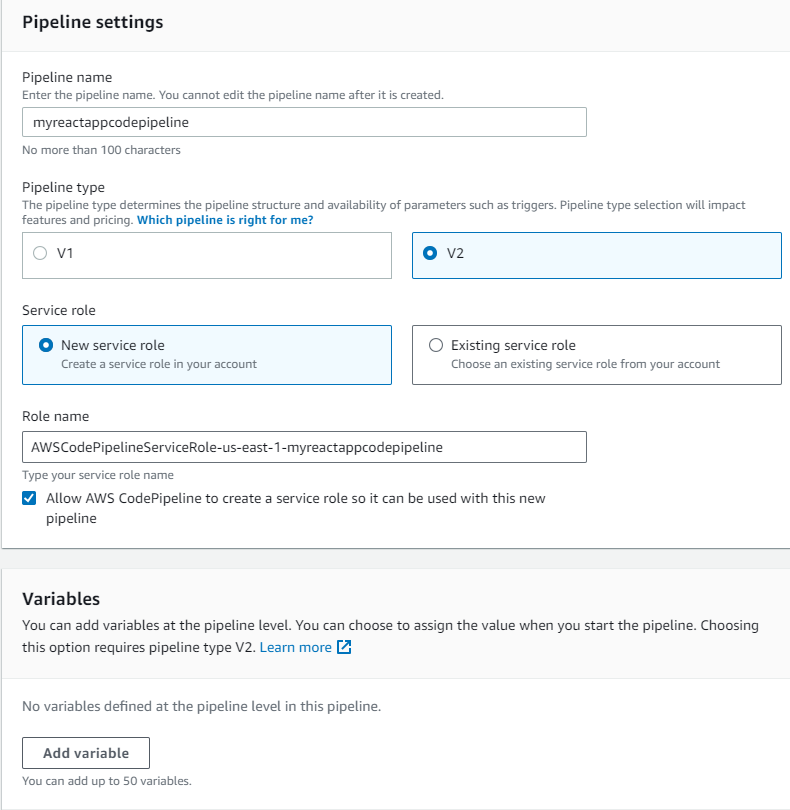 Pipeline settings
Pipeline name
Enter the pipeline name. You cannot edit the pipeline name after it is created.
myreactappcodepipeline
No more than 100 characters
Pipeline type
The pipeline type determines the pipeline structure and availability of parameters such as triggers. Pipeline type selection will impact
features and pricing. Which pipeline is right for me?
V1
V2
Service role
New service role
Create a service role in your account
Existing service role
Choose an existing service role from your account
Role name
AWSCodePipelineServiceRole-us-east-1-myreactappcodepipeline
Type your service role name
Allow AWS CodePipeline to create a service role so it can be used with this new
pipeline
Variables
You can add variables at the pipeline level. You can choose to assign the value when you start the pipeline. Choosing
this option requires pipeline type V2. Learn more
No variables defined at the pipeline level in this pipeline.
Add variable
You can add up to 50 variables.